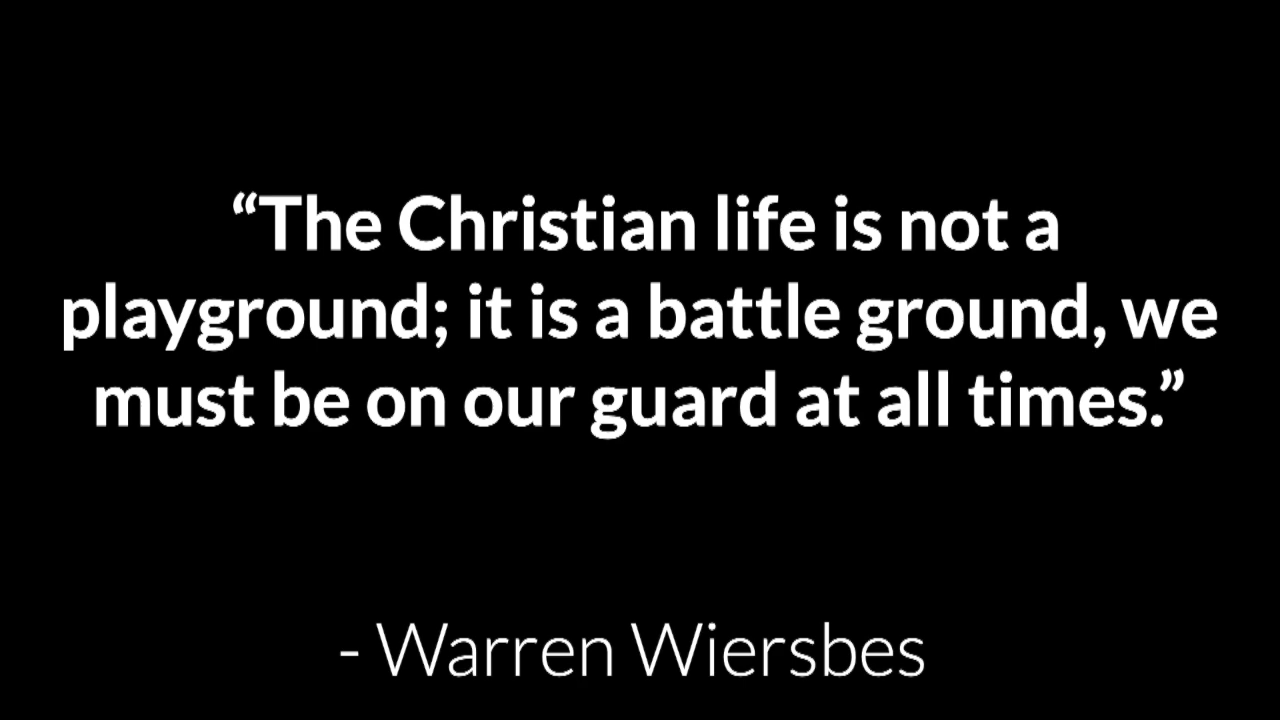 “The Christian life is not a
playground; it is a battle ground, we
must be on our guard at all times.”
- Warren Wiersbes